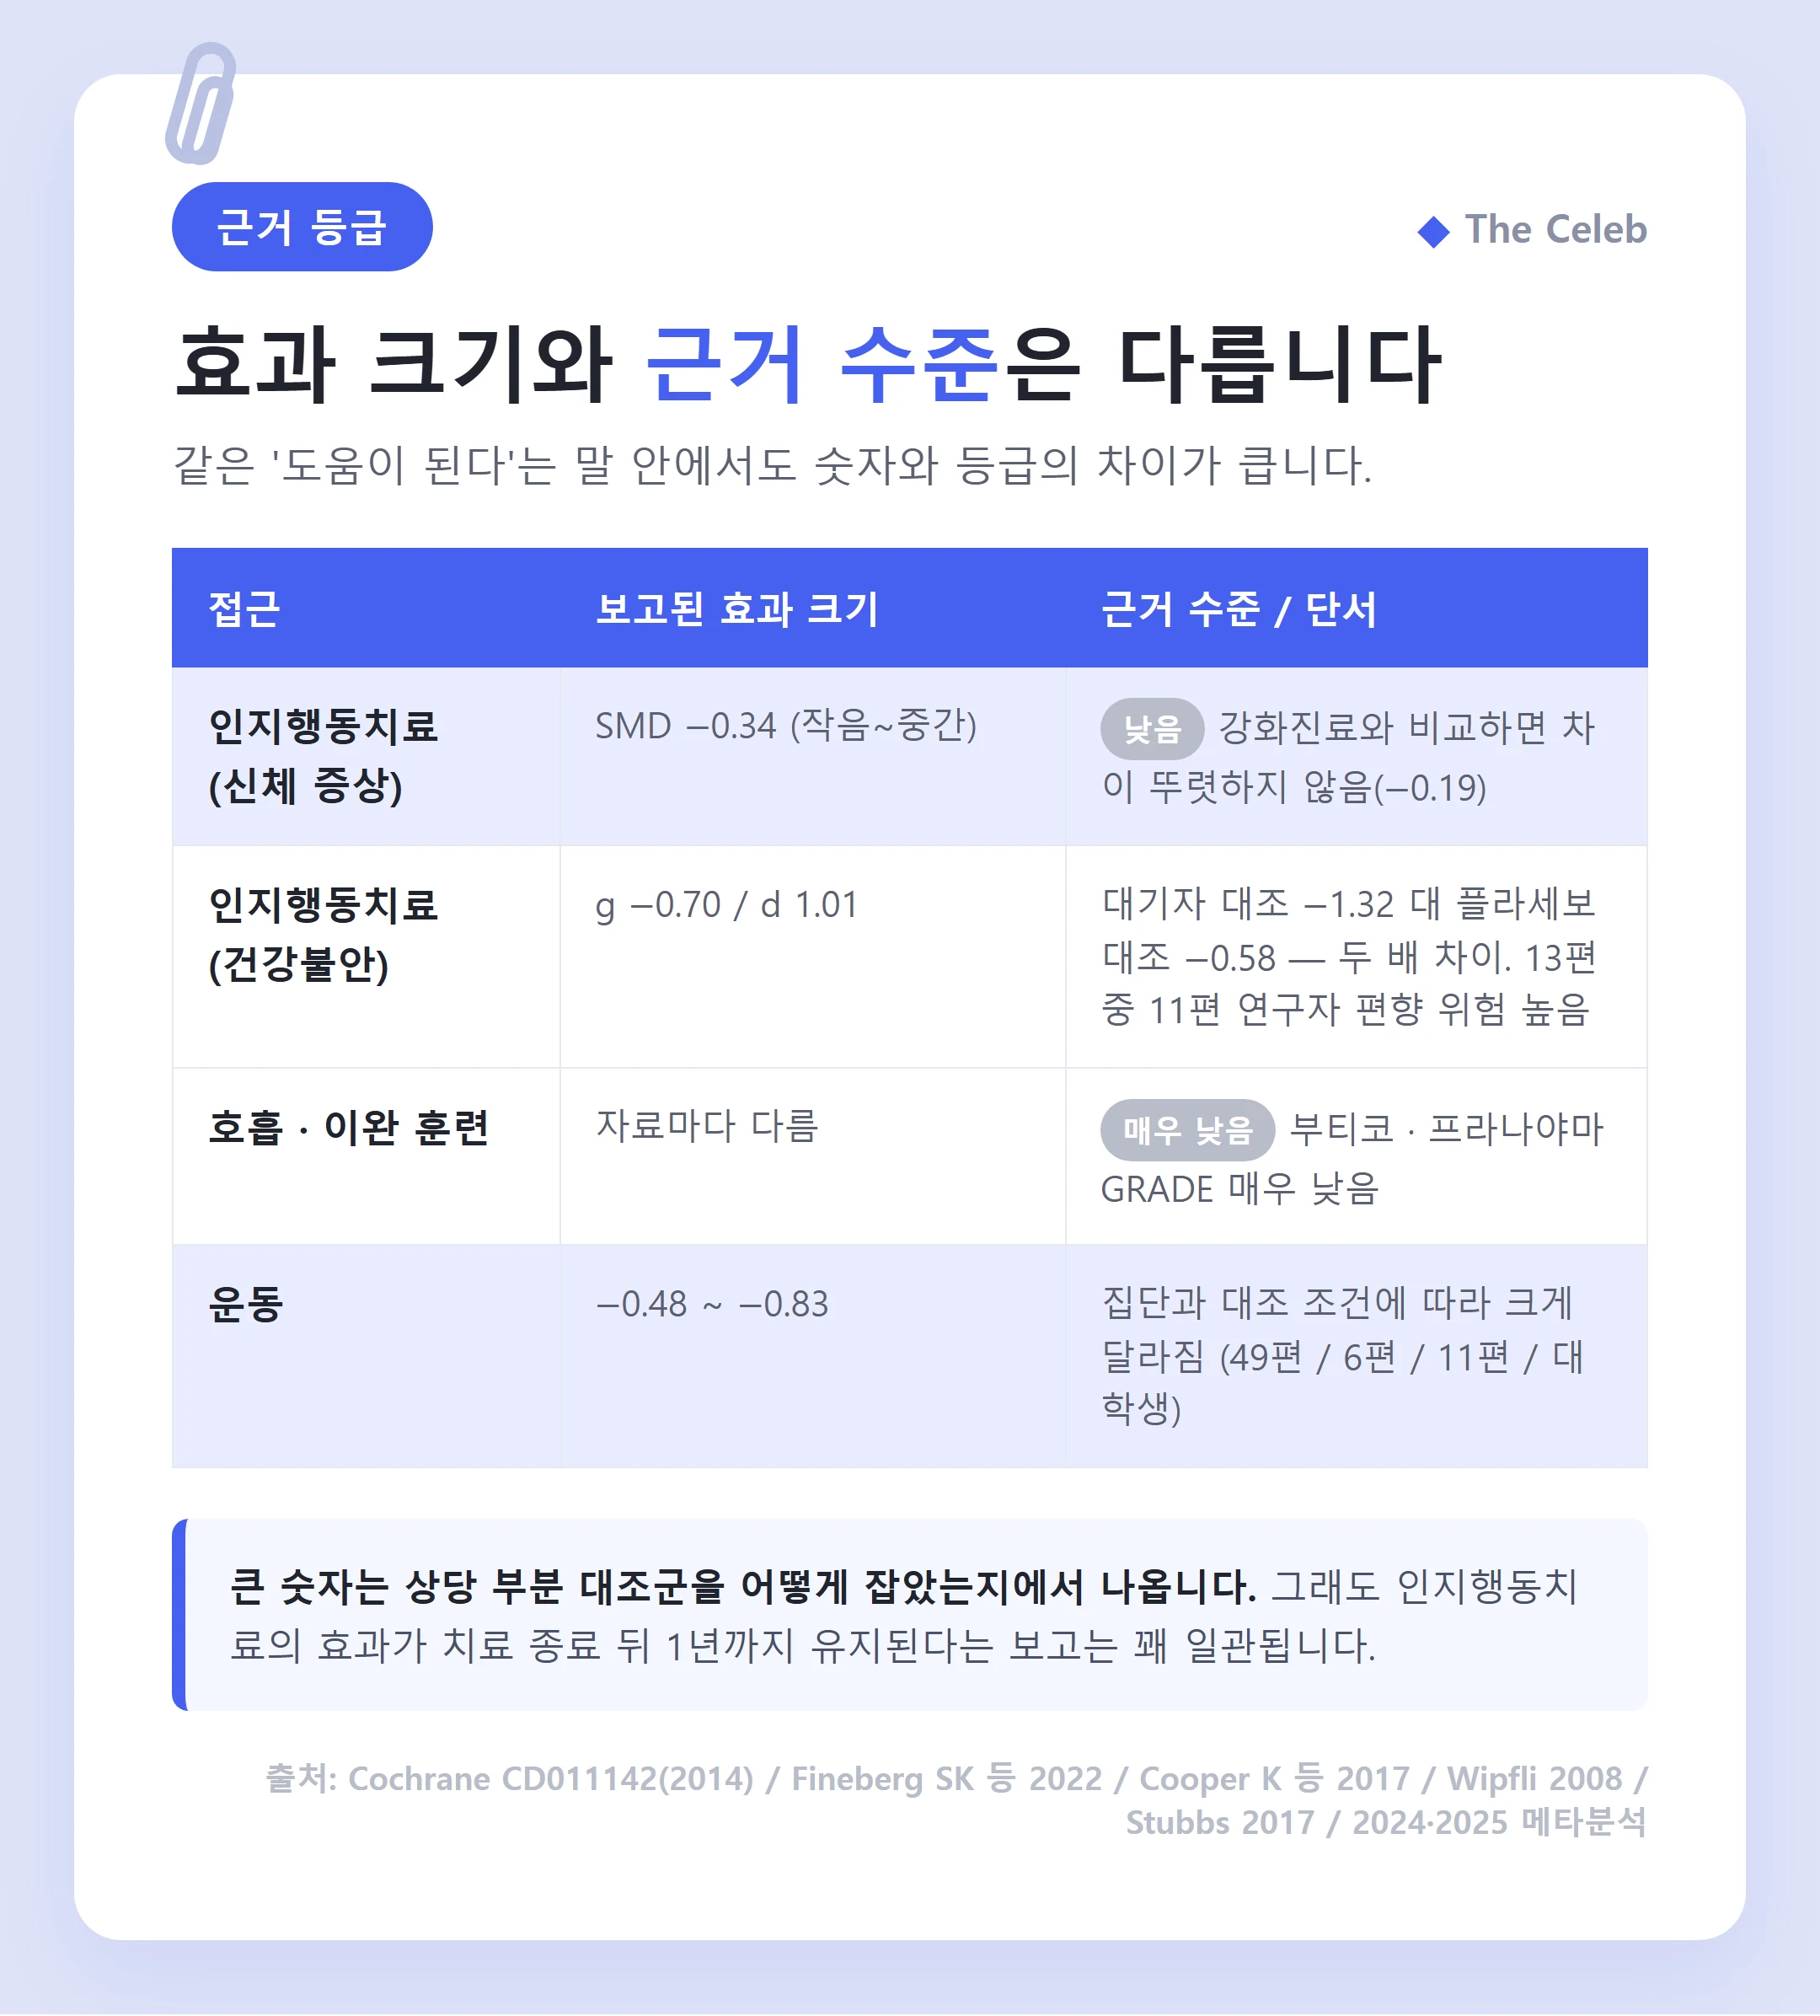 근거 등급
◆ The Celeb
효과 크기와 근거 수준은 다릅니다
같은 '도움이 된다'는 말 안에서도 숫자와 등급의 차이가 큽니다.
접근
보고된 효과 크기
근거 수준 / 단서
인지행동치료
(신체 증상)
SMD −0.34 (작음~중간)
낮음 강화진료와 비교하면 차
이 뚜렷하지 않음(−0.19)
인지행동치료
(건강불안)
g −0.70 / d 1.01
대기자 대조 −1.32 대 플라세보
대조 −0.58 — 두 배 차이. 13편
중 11편 연구자 편향 위험 높음
호흡 · 이완 훈련
자료마다 다름
매우 낮음 부티코 · 프라나야마
GRADE 매우 낮음
운동
−0.48 ~ −0.83
집단과 대조 조건에 따라 크게
달라짐 (49편 / 6편 / 11편 / 대
학생)
큰 숫자는 상당 부분 대조군을 어떻게 잡았는지에서 나옵니다. 그래도 인지행동치
료의 효과가 치료 종료 뒤 1년까지 유지된다는 보고는 꽤 일관됩니다.
출처: Cochrane CD011142(2014) / Fineberg SK 등 2022 / Cooper K 등 2017 / Wipfli 2008 /
Stubbs 2017 / 2024·2025 메타분석